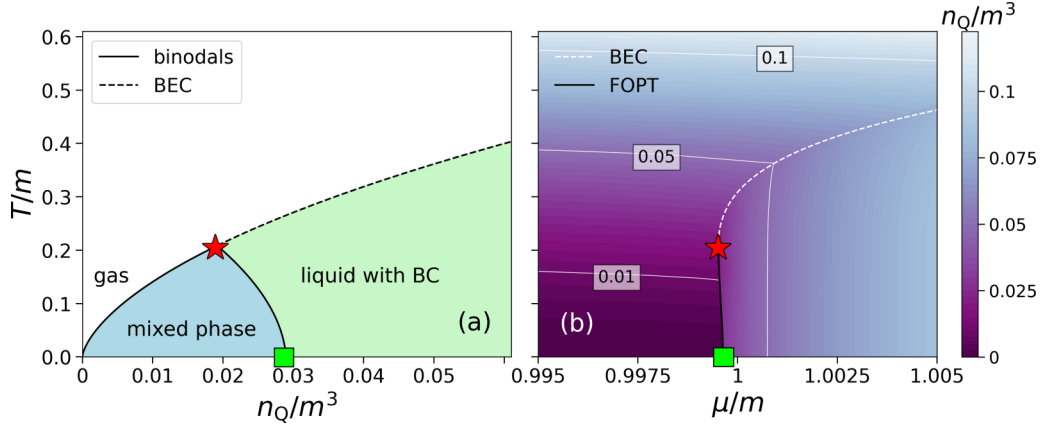 0.6
0.5
0.4
0.3
0.2
0.1
0.0
T/m
binodals
BEC
gas
liquid with BC
mixed phase
(a)
0
0.01
0.02
0.03
0.04
0.05
n_Q/m³
BEC
FOPT
0.1
0.05
0.01
(b)
0.995
0.9975
1
1.0025
1.005
μ/m
n_Q/m³
0.1
0.075
0.05
0.025
0